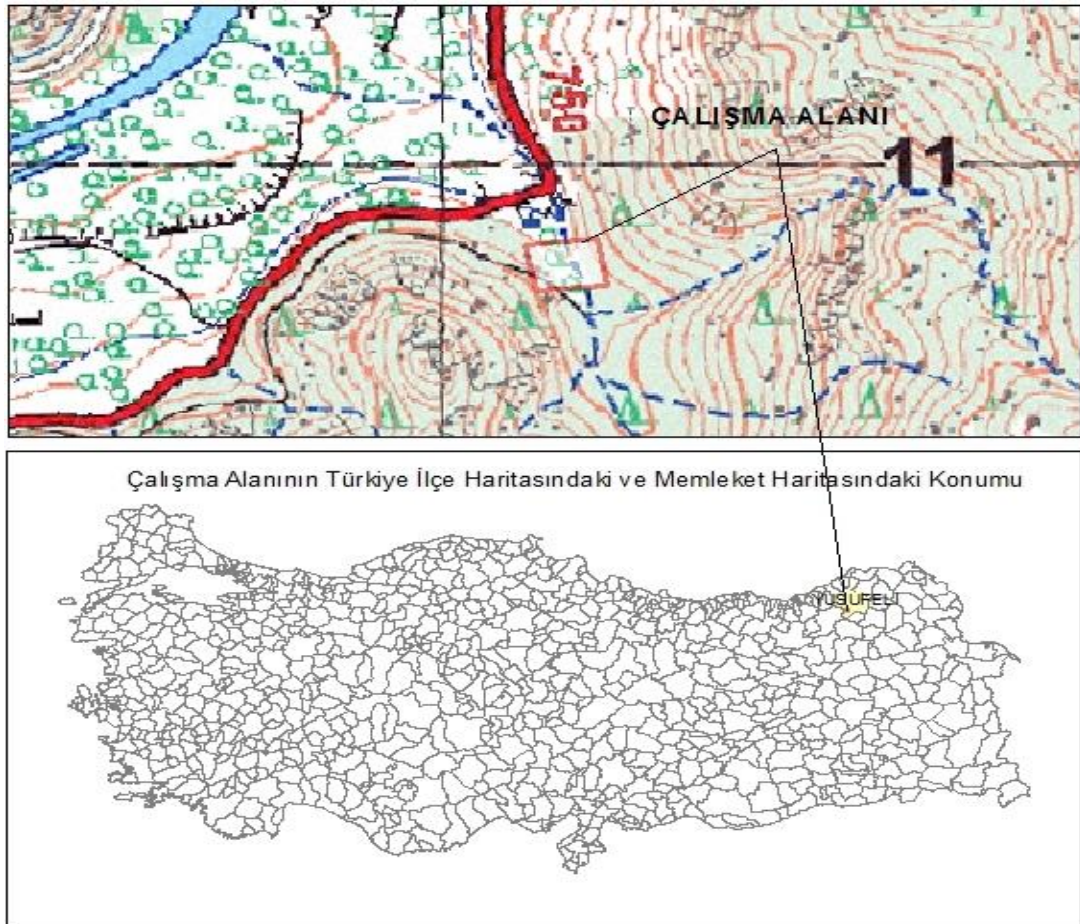 750
ÇALIŞMA ALANI
11
L
Çalışma Alanının Türkiye İlçe Haritasındaki ve Memleket Haritasındaki Konumu
YUSUFELİ